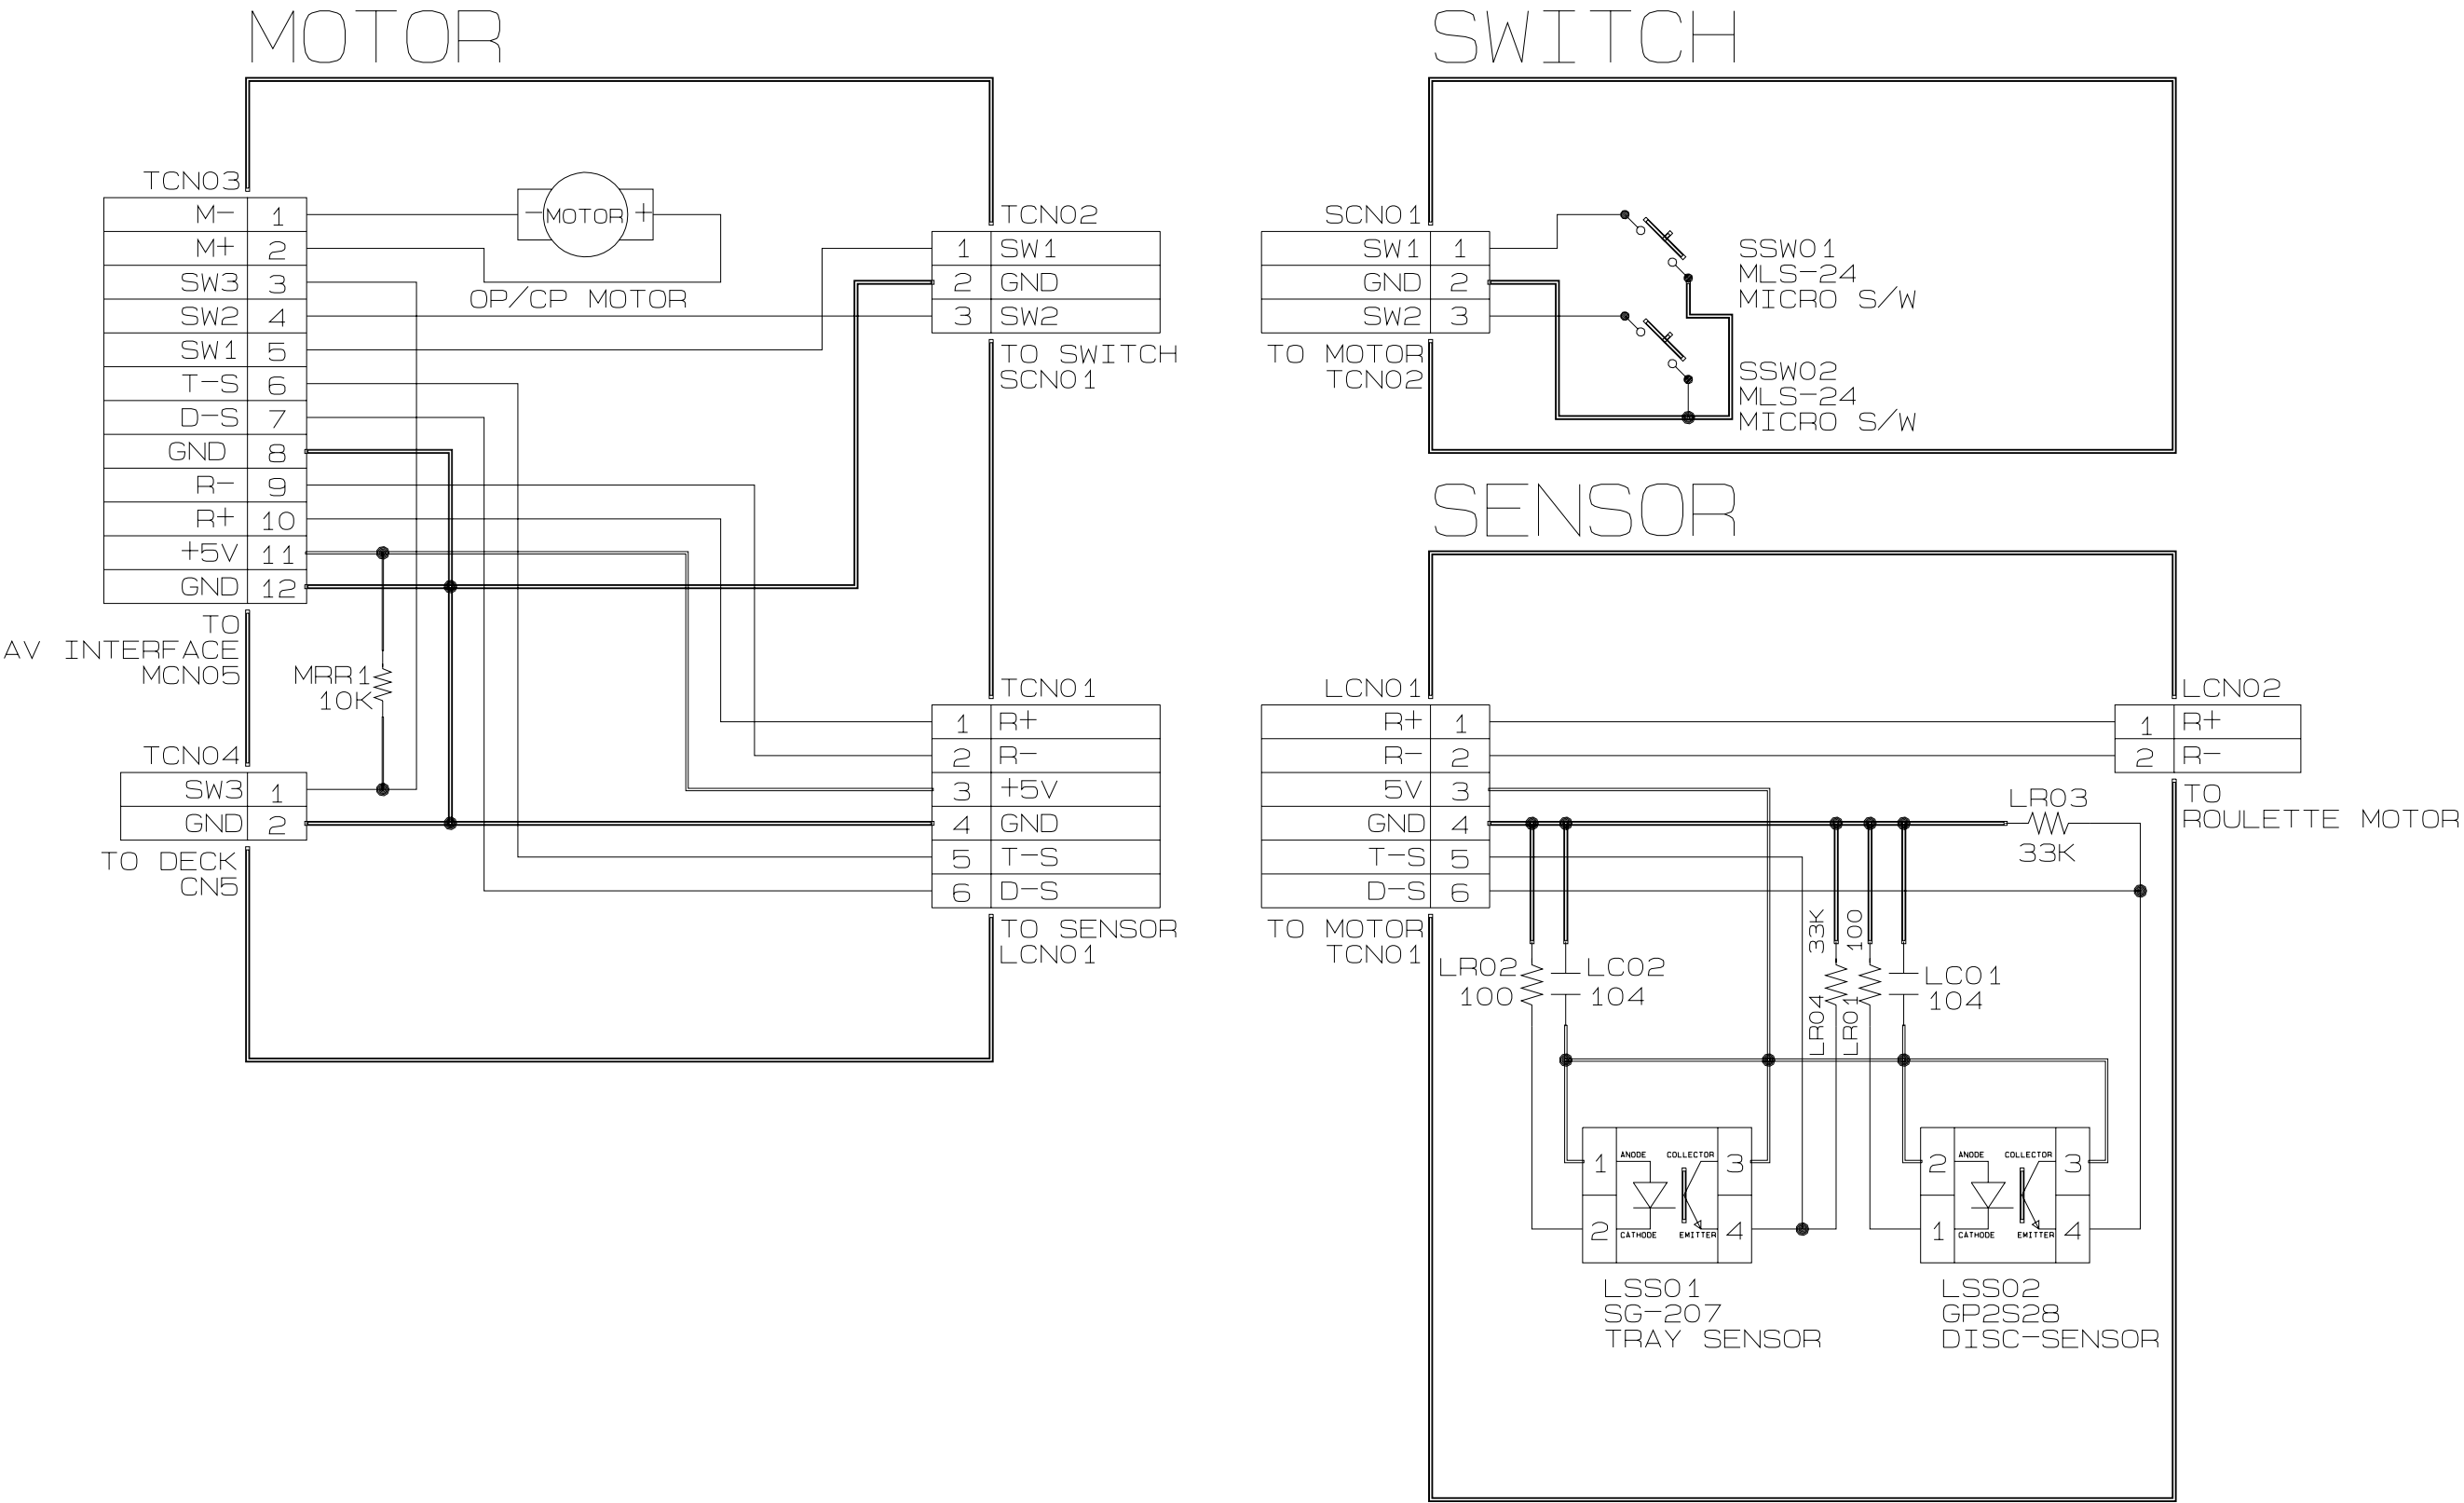 MOTOR
TCN03
M- 1
M+ 2
SW3 3
SW2 4
SW1 5
T-S 6
D-S 7
GND 8
R- 9
R+ 10
+5V 11
GND 12
TO
AV INTERFACE
MCN05
- MOTOR +
OP/CP MOTOR
MRR1
10K
TCN04
SW3 1
GND 2
TO DECK
CN5
TCN02
1 SW1
2 GND
3 SW2
TO SWITCH
SCN01
TCN01
1 R+
2 R-
3 +5V
4 GND
5 T-S
6 D-S
TO SENSOR
LCN01
SWITCH
SCN01
SW1 1
GND 2
SW2 3
TO MOTOR
TCN02
SSW01
MLS-24
MICRO S/W
SSW02
MLS-24
MICRO S/W
SENSOR
LCN01
R+ 1
R- 2
5V 3
GND 4
T-S 5
D-S 6
TO MOTOR
TCN01
LCN02
1 R+
2 R-
TO
ROULETTE MOTOR
LR03
33K
LR02
100
LC02
104
LR04
33K
LR01
100
LC01
104
1 ANODE COLLECTOR 3
2 CATHODE EMITTER 4
LSS01
SG-207
TRAY SENSOR
2 ANODE COLLECTOR 3
1 CATHODE EMITTER 4
LSS02
GP2S28
DISC-SENSOR